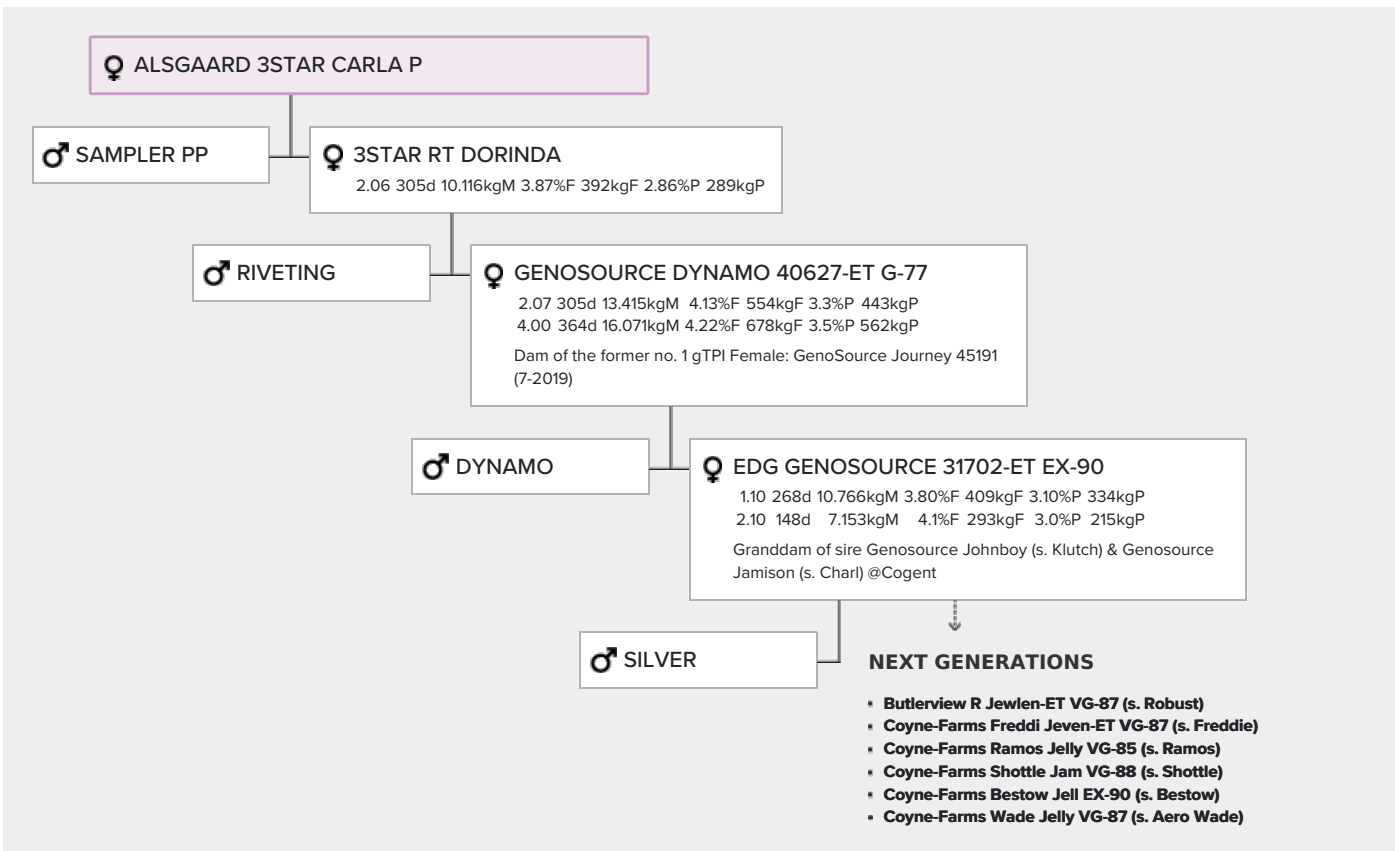 ALSGAARD 3STAR CARLA P
SAMPLER PP
3STAR RT DORINDA
2.06 305d 10.116kgM 3.87%F 392kgF 2.86%P 289kgP
RIVETING
GENOSOURCE DYNAMO 40627-ET G-77
2.07 305d 13.415kgM 4.13%F 554kgF 3.3%P 443kgP
4.00 364d 16.071kgM 4.22%F 678kgF 3.5%P 562kgP
Dam of the former no. 1 gTPI Female: GenoSource Journey 45191
(7-2019)
DYNAMO
EDG GENOSOURCE 31702-ET EX-90
1.10 268d 10.766kgM 3.80%F 409kgF 3.10%P 334kgP
2.10 148d 7.153kgM 4.1%F 293kgF 3.0%P 215kgP
Granddam of sire Genosource Johnboy (s. Klutch) & Genosource
Jamison (s. Charl) @Cogent
SILVER
NEXT GENERATIONS
▪ Butlerview R Jewlen-ET VG-87 (s. Robust)
▪ Coyne-Farms Freddi Jeven-ET VG-87 (s. Freddie)
▪ Coyne-Farms Ramos Jelly VG-85 (s. Ramos)
▪ Coyne-Farms Shottle Jam VG-88 (s. Shottle)
▪ Coyne-Farms Bestow Jell EX-90 (s. Bestow)
▪ Coyne-Farms Wade Jelly VG-87 (s. Aero Wade)